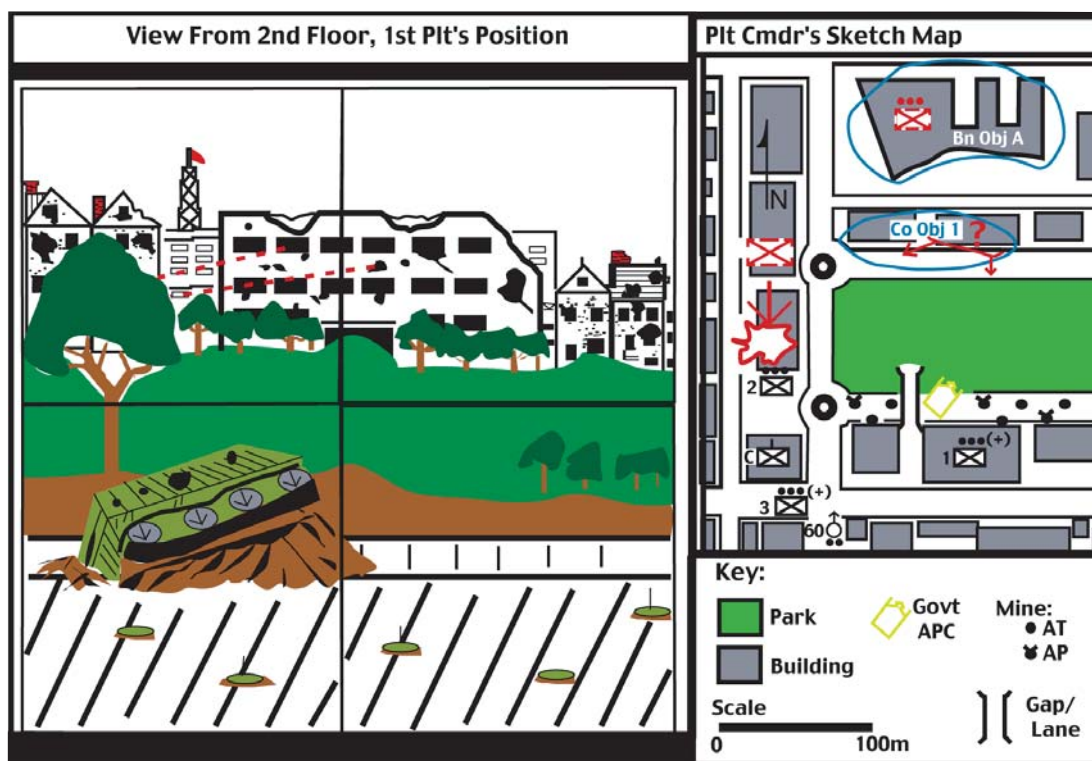 View From 2nd Floor, 1st Plt's Position
Plt Cmdr's Sketch Map
Bn Obj A
N
Co Obj 1
?
2
C
1
(+)
3
(+)
60
Key:
Park
Building
Govt
APC
Mine:
AT
AP
Scale
0
100m
Gap/
Lane